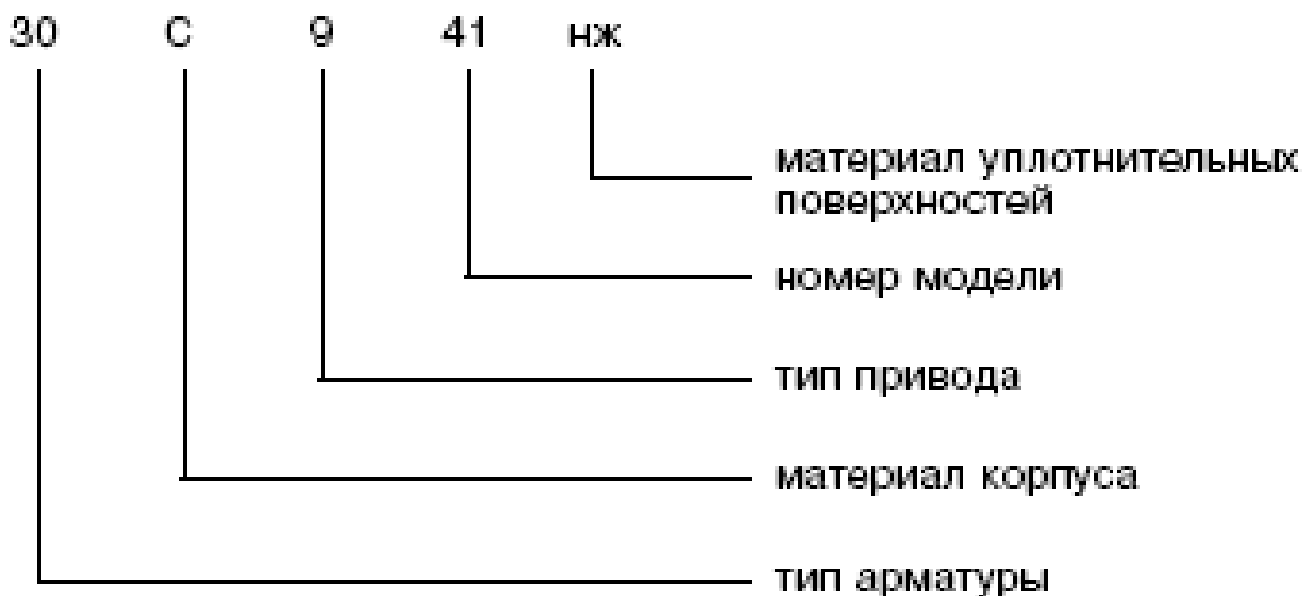 30 С 9 41 нж
материал уплотнительных
поверхностей
номер модели
тип привода
материал корпуса
тип арматуры